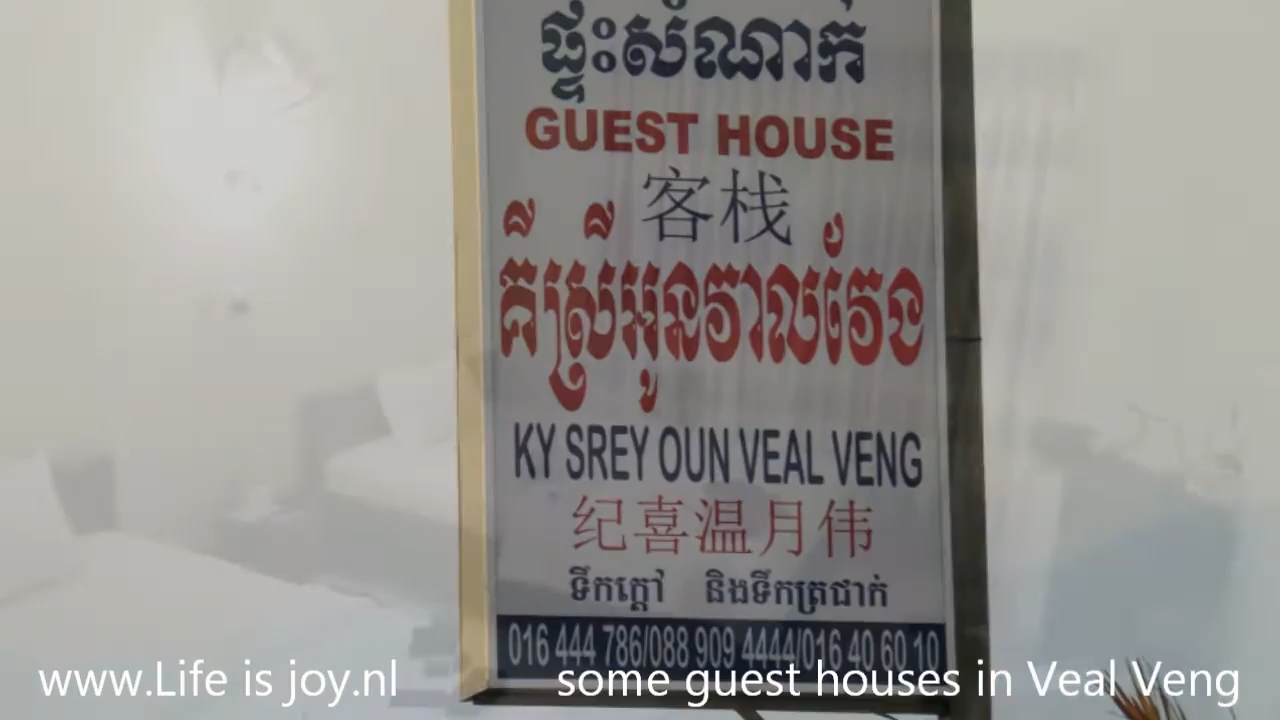 ផ្ទះសំណាក់
GUEST HOUSE
客栈
គីស្រីអូនវាលវែង
KY SREY OUN VEAL VENG
纪喜温月伟
ទឹកក្ដៅ និងទឹកត្រជាក់
016 444 786/088 909 4444/016 40 60 10
www.Life is joy.nl some guest houses in Veal Veng